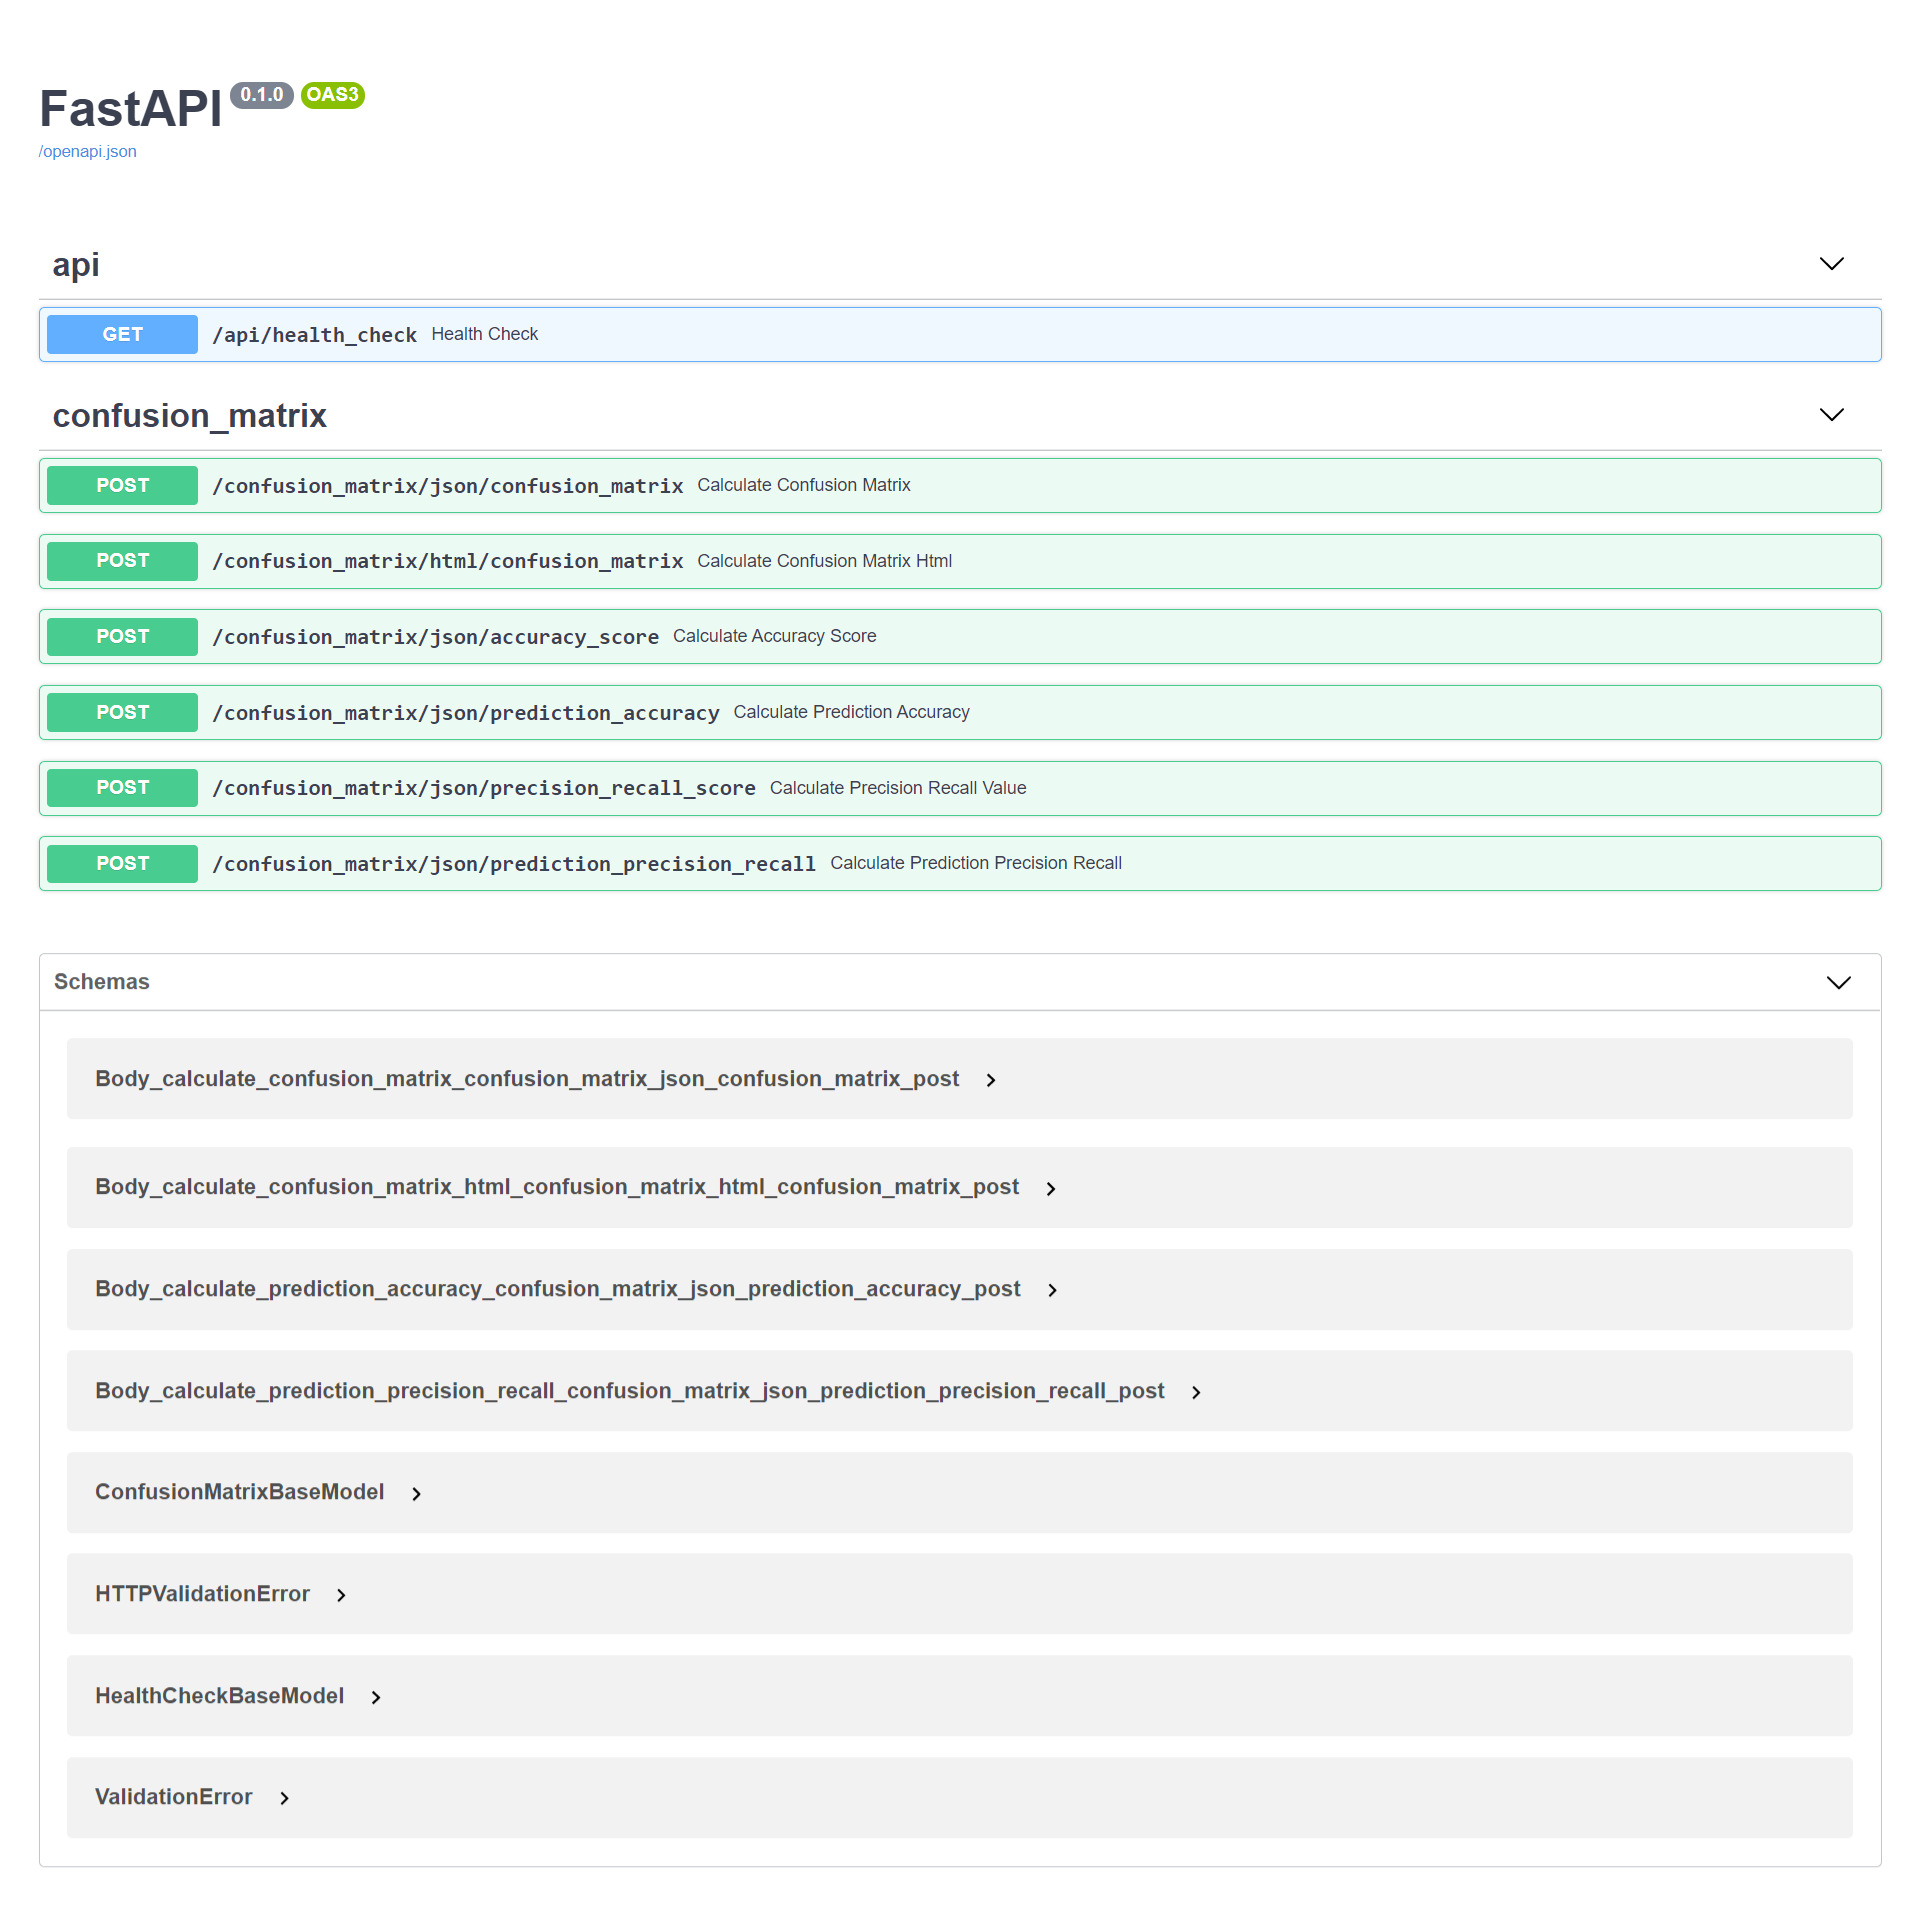 FastAPI 0.1.0 OAS3
/openapi.json
api
GET /api/health_check Health Check
confusion_matrix
POST /confusion_matrix/json/confusion_matrix Calculate Confusion Matrix
POST /confusion_matrix/html/confusion_matrix Calculate Confusion Matrix Html
POST /confusion_matrix/json/accuracy_score Calculate Accuracy Score
POST /confusion_matrix/json/prediction_accuracy Calculate Prediction Accuracy
POST /confusion_matrix/json/precision_recall_score Calculate Precision Recall Value
POST /confusion_matrix/json/prediction_precision_recall Calculate Prediction Precision Recall
Schemas
Body_calculate_confusion_matrix_confusion_matrix_json_confusion_matrix_post
Body_calculate_confusion_matrix_html_confusion_matrix_html_confusion_matrix_post
Body_calculate_prediction_accuracy_confusion_matrix_json_prediction_accuracy_post
Body_calculate_prediction_precision_recall_confusion_matrix_json_prediction_precision_recall_post
ConfusionMatrixBaseModel
HTTPValidationError
HealthCheckBaseModel
ValidationError